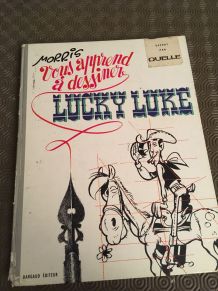 MORRIS
OFFERT
PAR
QUELLE
vous apprend
à dessiner
LUCKY LUKE
DARGAUD ÉDITEUR